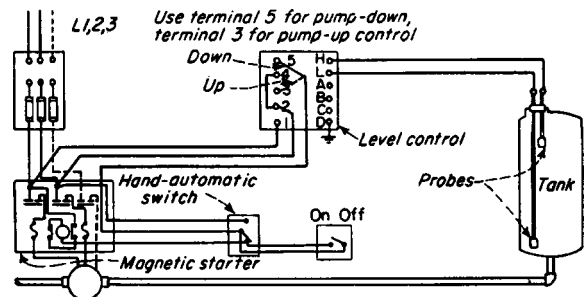 L1,2,3
Use terminal 5 for pump-down,
terminal 3 for pump-up control
Down
Up
5
4
3
2
1
H
L
A
B
C
D
Level control
Hand-automatic
switch
On Off
Probes
Tank
Magnetic starter